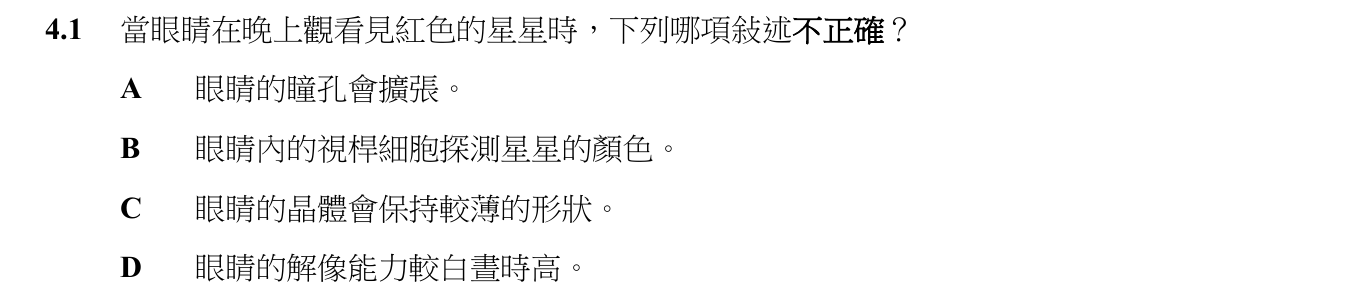 4.1 當眼睛在晚上觀看見紅色的星星時，下列哪項敍述不正確？
A 眼睛的瞳孔會擴張。
B 眼睛內的視桿細胞探測星星的顏色。
C 眼睛的晶體會保持較薄的形狀。
D 眼睛的解像能力較白晝時高。